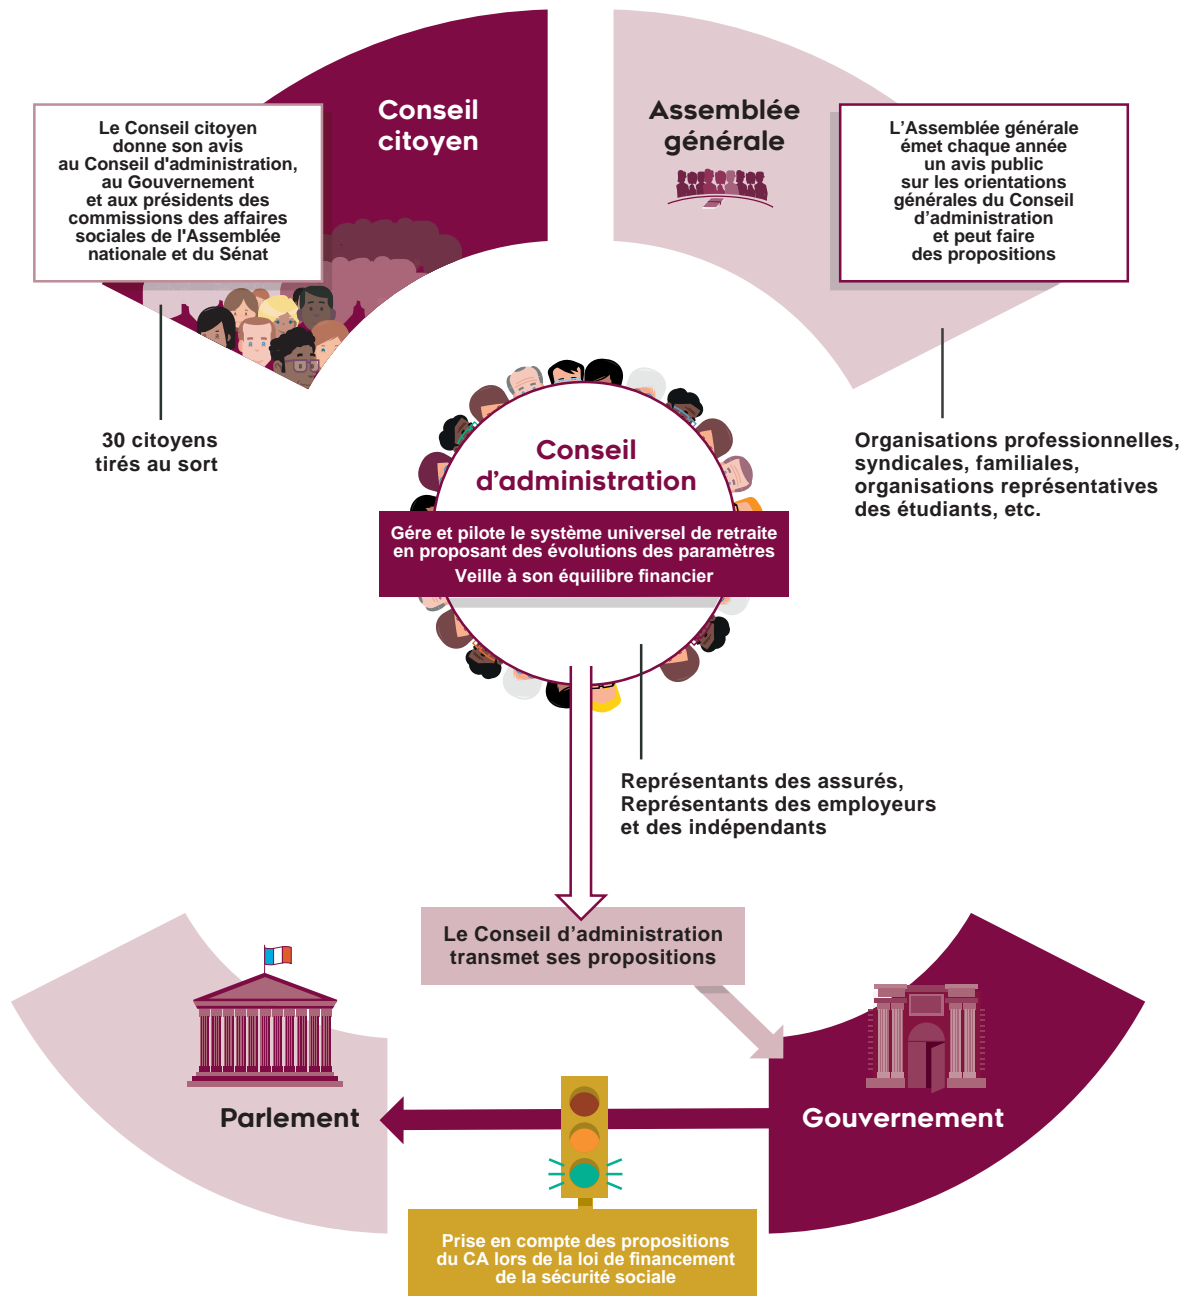 Conseil
citoyen
Assemblée
générale
Le Conseil citoyen
donne son avis
au Conseil d'administration,
au Gouvernement
et aux présidents des
commissions des affaires
sociales de l'Assemblée
nationale et du Sénat
L'Assemblée générale
émet chaque année
un avis public
sur les orientations
générales du Conseil
d'administration
et peut faire
des propositions
30 citoyens
tirés au sort
Organisations professionnelles,
syndicales, familiales,
organisations représentatives
des étudiants, etc.
Conseil
d'administration
Gére et pilote le système universel de retraite
en proposant des évolutions des paramètres
Veille à son équilibre financier
Représentants des assurés,
Représentants des employeurs
et des indépendants
Le Conseil d'administration
transmet ses propositions
Parlement
Gouvernement
Prise en compte des propositions
du CA lors de la loi de financement
de la sécurité sociale